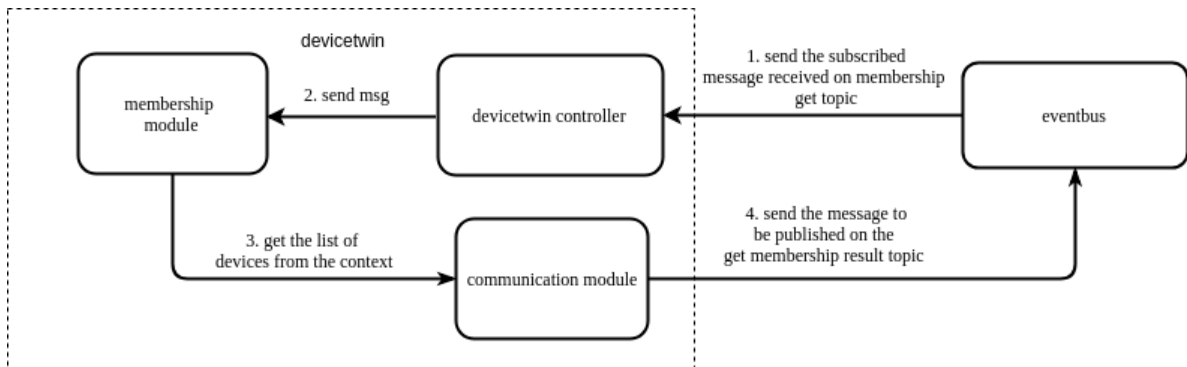 devicetwin
membership
module
2. send msg
devicetwin controller
1. send the subscribed
message received on membership
get topic
eventbus
3. get the list of
devices from the context
communication module
4. send the message to
be published on the
get membership result topic